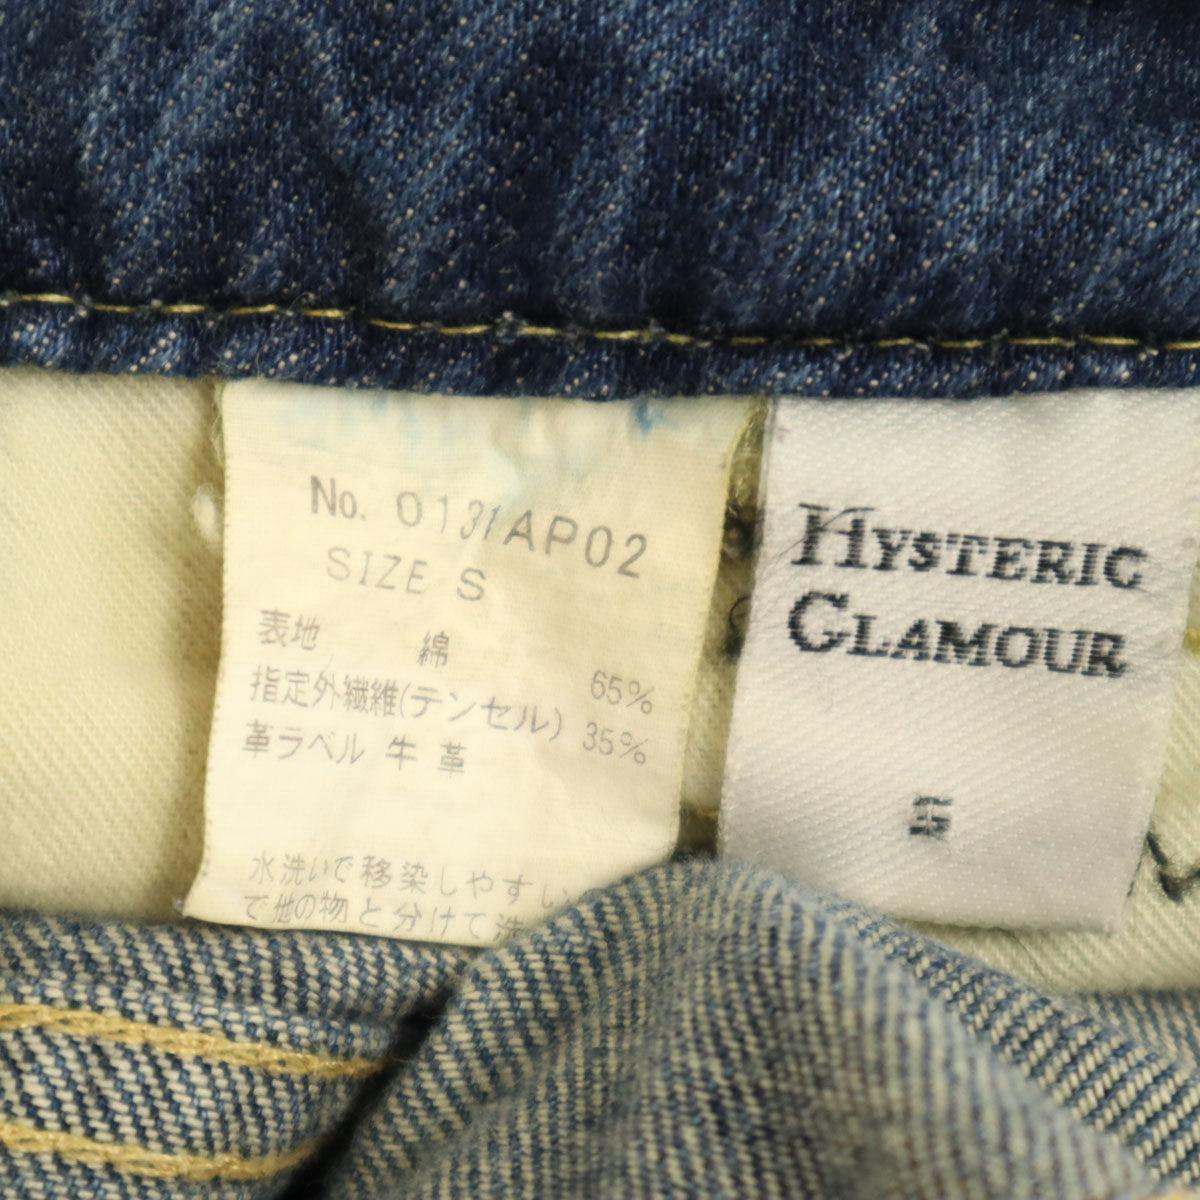 No. 0131AP02
SIZE S
表地 綿 65%
指定外繊維(テンセル) 35%
革ラベル 牛革
水洗いで移染しやすい
で他の物と分けて洗
HYSTERIC
GLAMOUR
S